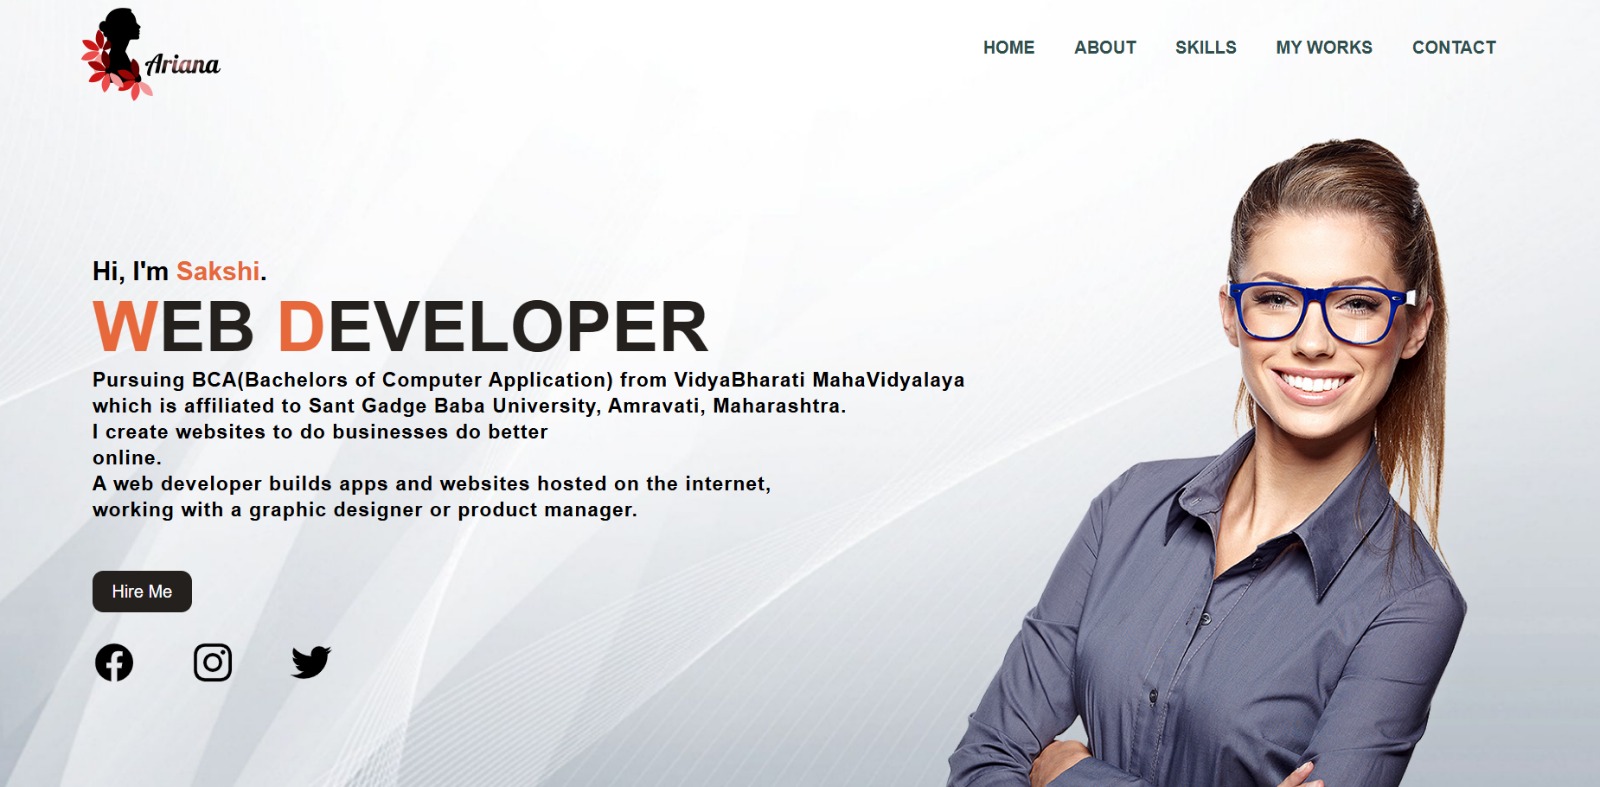 Ariana
HOME ABOUT SKILLS MY WORKS CONTACT
Hi, I'm Sakshi.
WEB DEVELOPER
Pursuing BCA(Bachelors of Computer Application) from VidyaBharati MahaVidyalaya
which is affiliated to Sant Gadge Baba University, Amravati, Maharashtra.
I create websites to do businesses do better
online.
A web developer builds apps and websites hosted on the internet,
working with a graphic designer or product manager.
Hire Me